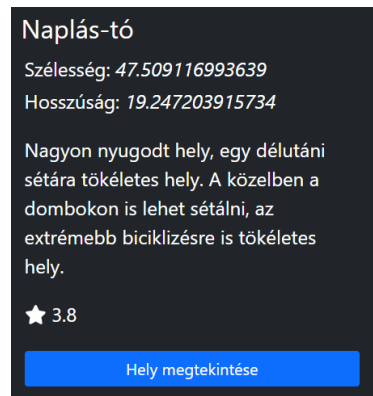 Naplás-tó
Szélesség: 47.509116993639
Hosszúság: 19.247203915734
Nagyon nyugodt hely, egy délutáni
sétára tökéletes hely. A közelben a
dombokon is lehet sétálni, az
extrémebb biciklizésre is tökéletes
hely.
3.8
Hely megtekintése